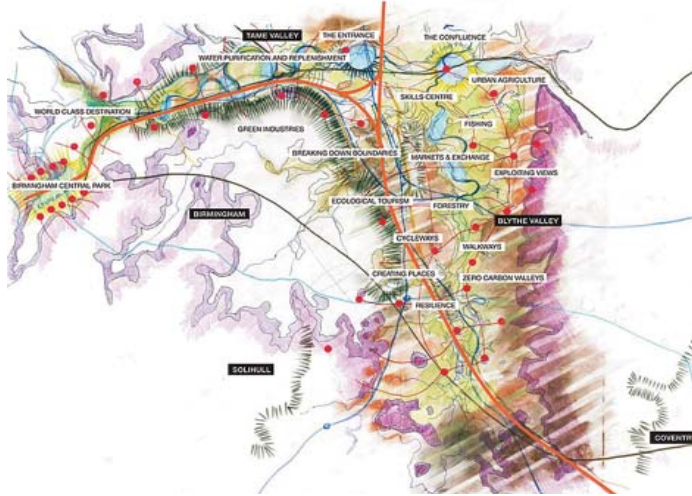 TAME VALLEY
THE ENTRANCE
THE CONFLUENCE
WATER PURIFICATION AND REPLENISHMENT
URBAN AGRICULTURE
SKILLS CENTRE
WORLD CLASS DESTINATION
GREEN INDUSTRIES
FISHING
BREAKING DOWN BOUNDARIES
MARKETS & EXCHANGE
EXPLOITING VIEWS
BIRMINGHAM CENTRAL PARK
ECOLOGICAL TOURISM
FORESTRY
BIRMINGHAM
BLYTHE VALLEY
CYCLEWAYS
WALKWAYS
CREATING PLACES
ZERO CARBON VALLEYS
RESILIENCE
SOLIHULL
COVENTR